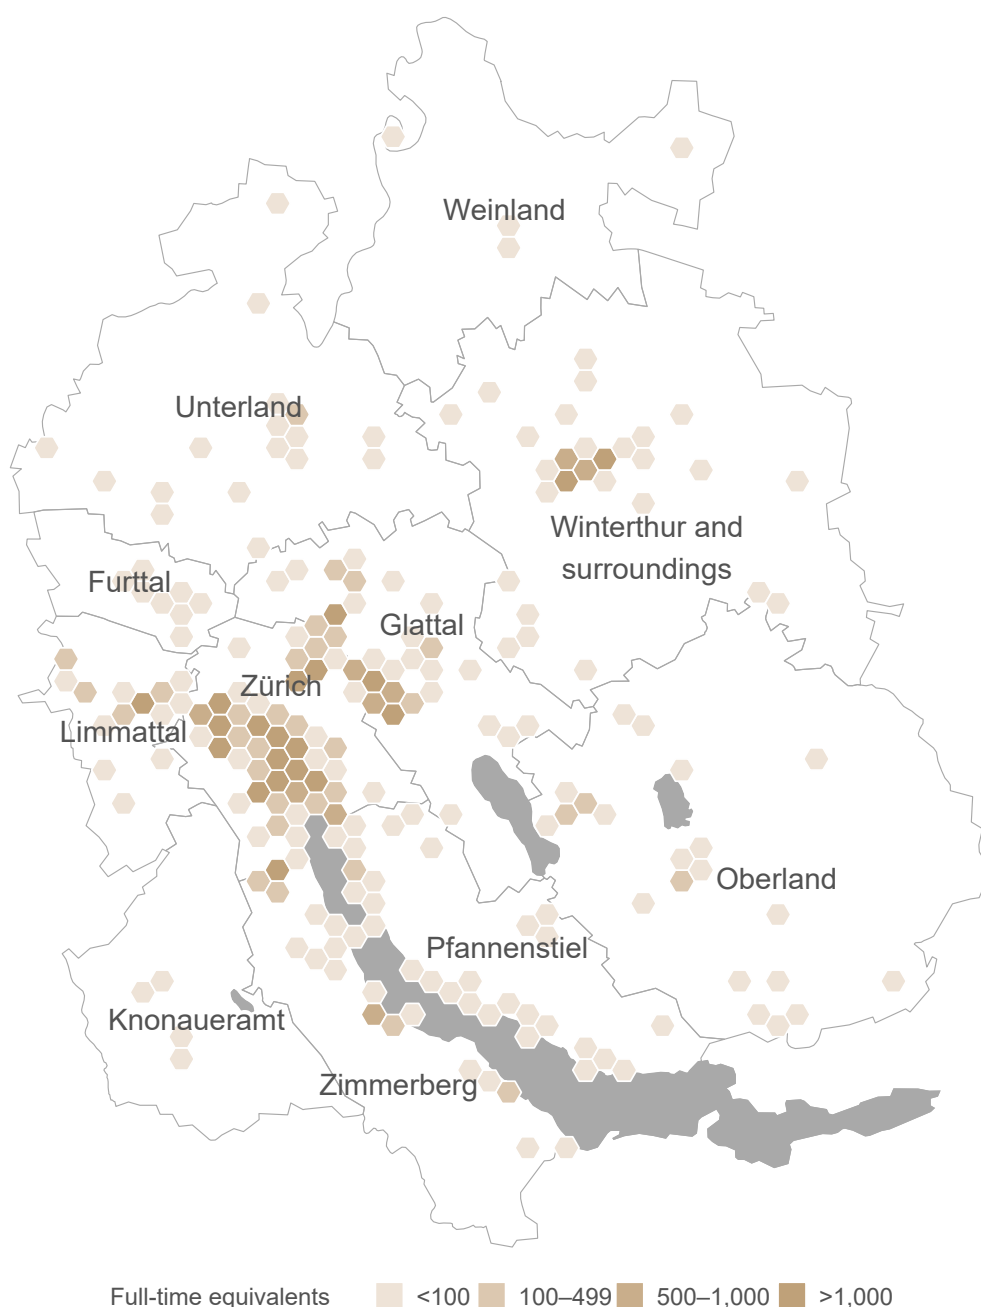 Weinland
Unterland
Winterthur and
surroundings
Furttal
Glattal
Zürich
Limmattal
Oberland
Pfannenstiel
Knonaueramt
Zimmerberg
Full-time equivalents <100 100–499 500–1,000 >1,000